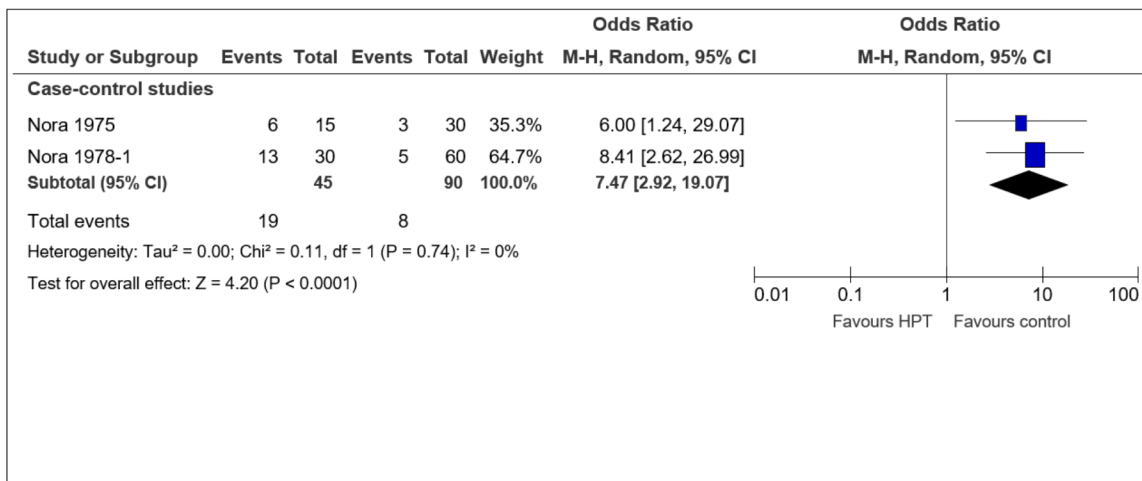 Odds Ratio Odds Ratio
Study or Subgroup Events Total Events Total Weight M-H, Random, 95% CI M-H, Random, 95% CI
Case-control studies
Nora 1975 6 15 3 30 35.3% 6.00 [1.24, 29.07]
Nora 1978-1 13 30 5 60 64.7% 8.41 [2.62, 26.99]
Subtotal (95% CI) 45 90 100.0% 7.47 [2.92, 19.07]
Total events 19 8
Heterogeneity: Tau² = 0.00; Chi² = 0.11, df = 1 (P = 0.74); I² = 0%
Test for overall effect: Z = 4.20 (P < 0.0001)
0.01 0.1 1 10 100
Favours HPT Favours control